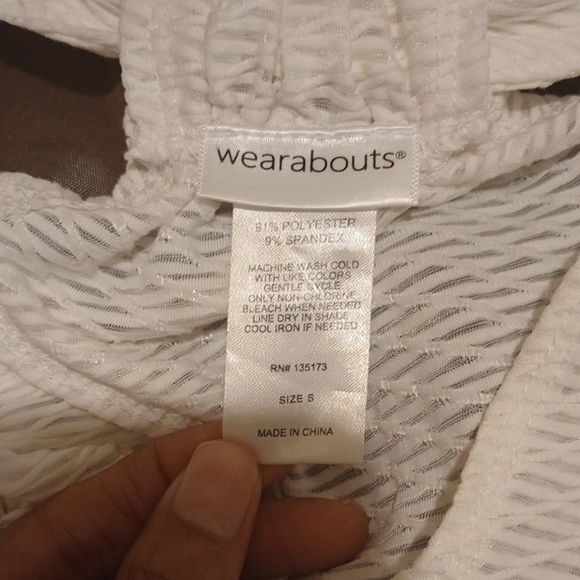 wearabouts®
91% POLYESTER
9% SPANDEX
MACHINE WASH COLD
WITH LIKE COLORS
GENTLE CYCLE
ONLY NON-CHLORINE
BLEACH WHEN NEEDED
LINE DRY IN SHADE
COOL IRON IF NEEDED
RN# 135173
SIZE S
MADE IN CHINA